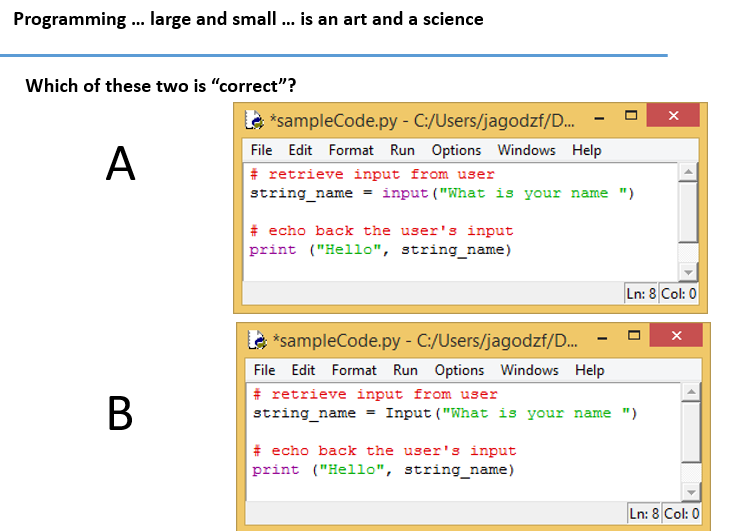 Programming ... large and small ... is an art and a science
Which of these two is “correct”?
A
*sampleCode.py - C:/Users/jagodzf/D...
File Edit Format Run Options Windows Help
# retrieve input from user
string_name = input("What is your name ")
# echo back the user's input
print ("Hello", string_name)
Ln: 8 Col: 0
B
*sampleCode.py - C:/Users/jagodzf/D...
File Edit Format Run Options Windows Help
# retrieve input from user
string_name = Input("What is your name ")
# echo back the user's input
print ("Hello", string_name)
Ln: 8 Col: 0